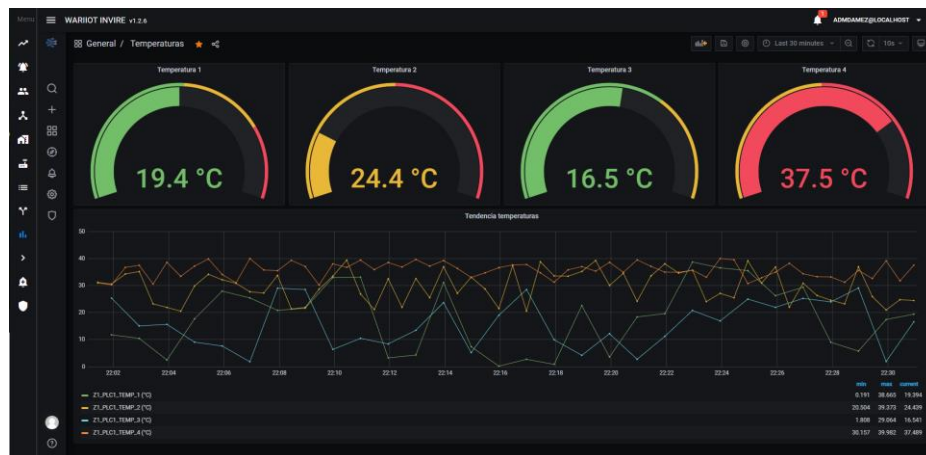 Menu
WARIIOT INVIRE v1.2.6
ADMDAMEZ@LOCALHOST
General / Temperaturas
Last 30 minutes
10s
Temperatura 1
Temperatura 2
Temperatura 3
Temperatura 4
19.4 °C
24.4 °C
16.5 °C
37.5 °C
Tendencia temperaturas
50
40
30
20
10
0
22:02 22:04 22:06 22:08 22:10 22:12 22:14 22:16 22:18 22:20 22:22 22:24 22:26 22:28 22:30
min max current
Z1_PLC1_TEMP_1 (°C) 0.191 38.665 19.394
Z1_PLC1_TEMP_2 (°C) 20.504 39.373 24.439
Z1_PLC1_TEMP_3 (°C) 1.808 29.064 16.541
Z1_PLC1_TEMP_4 (°C) 30.157 39.982 37.489